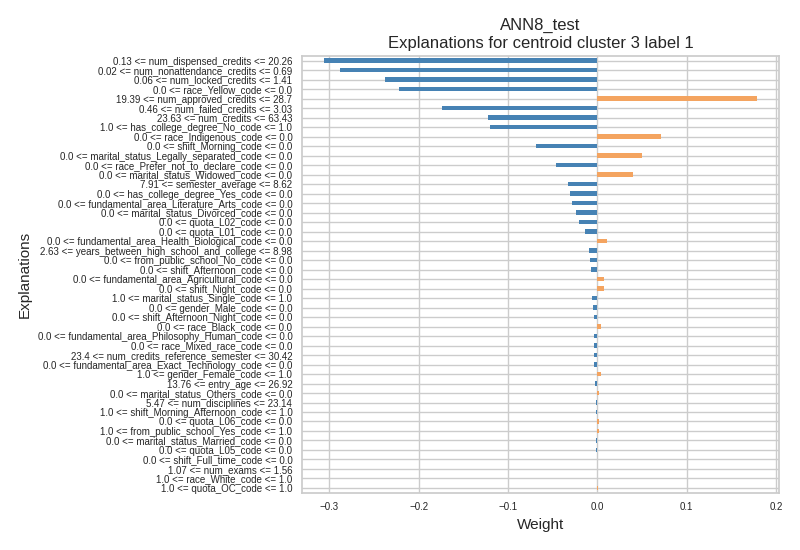 ANN8_test
Explanations for centroid cluster 3 label 1
0.13 <= num_dispensed_credits <= 20.26
0.02 <= num_nonattendance_credits <= 0.69
0.06 <= num_locked_credits <= 1.41
0.0 <= race_Yellow_code <= 0.0
19.39 <= num_approved_credits <= 28.7
0.46 <= num_failed_credits <= 3.03
23.63 <= num_credits <= 63.43
1.0 <= has_college_degree_No_code <= 1.0
0.0 <= race_Indigenous_code <= 0.0
0.0 <= shift_Morning_code <= 0.0
0.0 <= marital_status_Legally_separated_code <= 0.0
0.0 <= race_Prefer_not_to_declare_code <= 0.0
0.0 <= marital_status_Widowed_code <= 0.0
7.91 <= semester_average <= 8.62
0.0 <= has_college_degree_Yes_code <= 0.0
0.0 <= fundamental_area_Literature_Arts_code <= 0.0
0.0 <= marital_status_Divorced_code <= 0.0
0.0 <= quota_L02_code <= 0.0
0.0 <= quota_L01_code <= 0.0
0.0 <= fundamental_area_Health_Biological_code <= 0.0
2.63 <= years_between_high_school_and_college <= 8.98
0.0 <= from_public_school_No_code <= 0.0
0.0 <= shift_Afternoon_code <= 0.0
0.0 <= fundamental_area_Agricultural_code <= 0.0
0.0 <= shift_Night_code <= 0.0
1.0 <= marital_status_Single_code <= 1.0
0.0 <= gender_Male_code <= 0.0
0.0 <= shift_Afternoon_Night_code <= 0.0
0.0 <= race_Black_code <= 0.0
0.0 <= fundamental_area_Philosophy_Human_code <= 0.0
0.0 <= race_Mixed_race_code <= 0.0
23.4 <= num_credits_reference_semester <= 30.42
0.0 <= fundamental_area_Exact_Technology_code <= 0.0
1.0 <= gender_Female_code <= 1.0
13.76 <= entry_age <= 26.92
0.0 <= marital_status_Others_code <= 0.0
5.47 <= num_disciplines <= 23.14
1.0 <= shift_Morning_Afternoon_code <= 1.0
0.0 <= quota_L06_code <= 0.0
1.0 <= from_public_school_Yes_code <= 1.0
0.0 <= marital_status_Married_code <= 0.0
0.0 <= quota_L05_code <= 0.0
0.0 <= shift_Full_time_code <= 0.0
1.07 <= num_exams <= 1.56
1.0 <= race_White_code <= 1.0
1.0 <= quota_OC_code <= 1.0
Explanations
−0.3 −0.2 −0.1 0.0 0.1 0.2
Weight